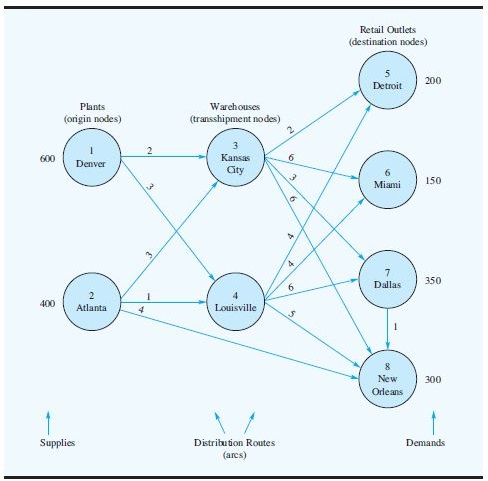 Retail Outlets
(destination nodes)
5
Detroit
200
Plants
(origin nodes)
Warehouses
(transshipment nodes)
600
1
Denver
2
3
3
Kansas
City
2
6
3
6
6
Miami
150
400
2
Atlanta
3
1
4
4
Louisville
4
4
6
5
7
Dallas
350
1
8
New
Orleans
300
Supplies
Distribution Routes
(arcs)
Demands